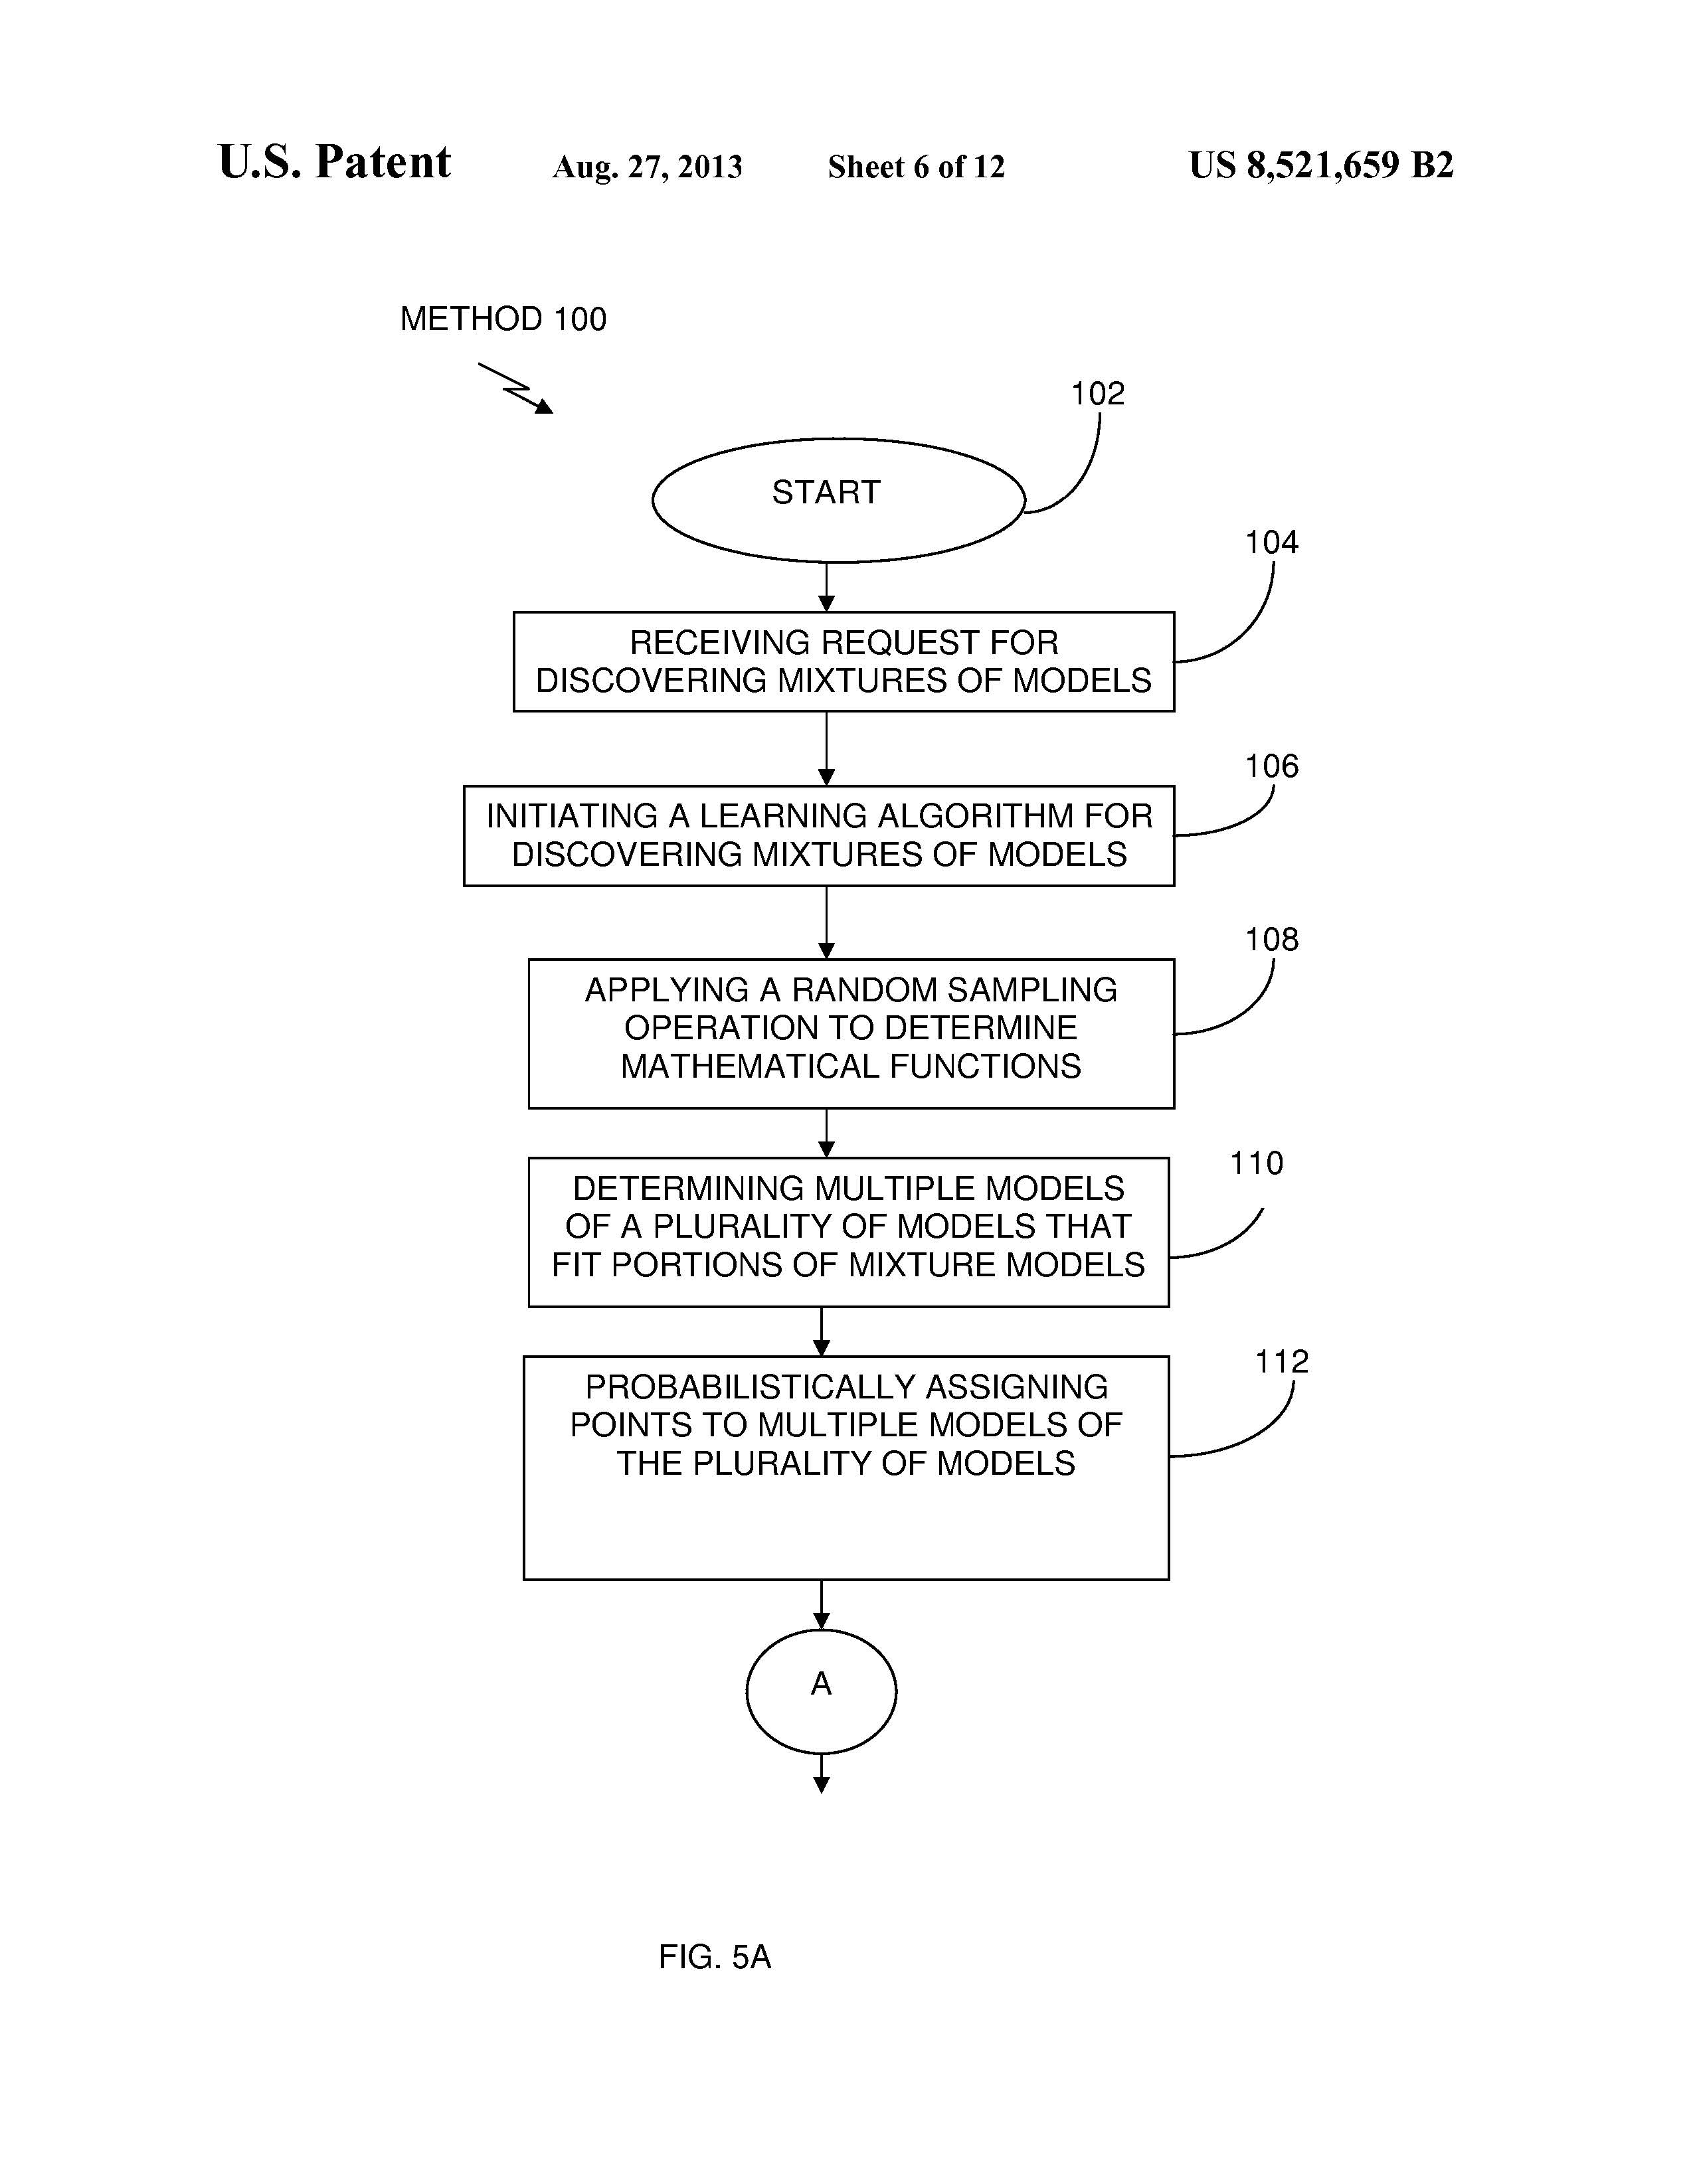 U.S. Patent Aug. 27, 2013 Sheet 6 of 12 US 8,521,659 B2
METHOD 100
102
START
104
RECEIVING REQUEST FOR
DISCOVERING MIXTURES OF MODELS
106
INITIATING A LEARNING ALGORITHM FOR
DISCOVERING MIXTURES OF MODELS
108
APPLYING A RANDOM SAMPLING
OPERATION TO DETERMINE
MATHEMATICAL FUNCTIONS
110
DETERMINING MULTIPLE MODELS
OF A PLURALITY OF MODELS THAT
FIT PORTIONS OF MIXTURE MODELS
112
PROBABILISTICALLY ASSIGNING
POINTS TO MULTIPLE MODELS OF
THE PLURALITY OF MODELS
A
FIG. 5A